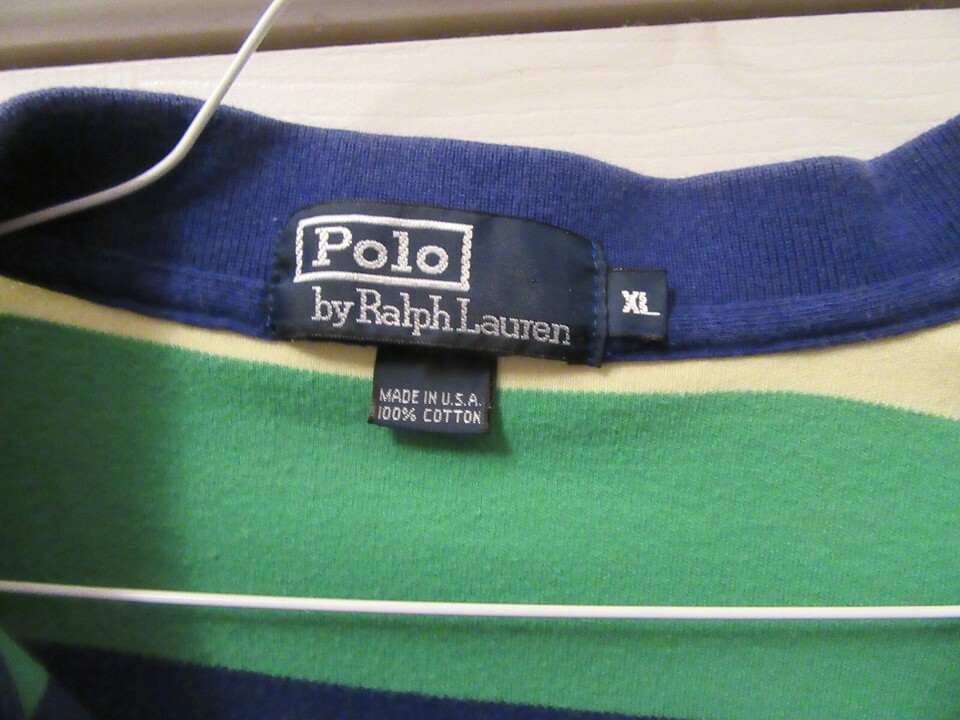 Polo
by Ralph Lauren
XL
MADE IN U.S.A.
100% COTTON